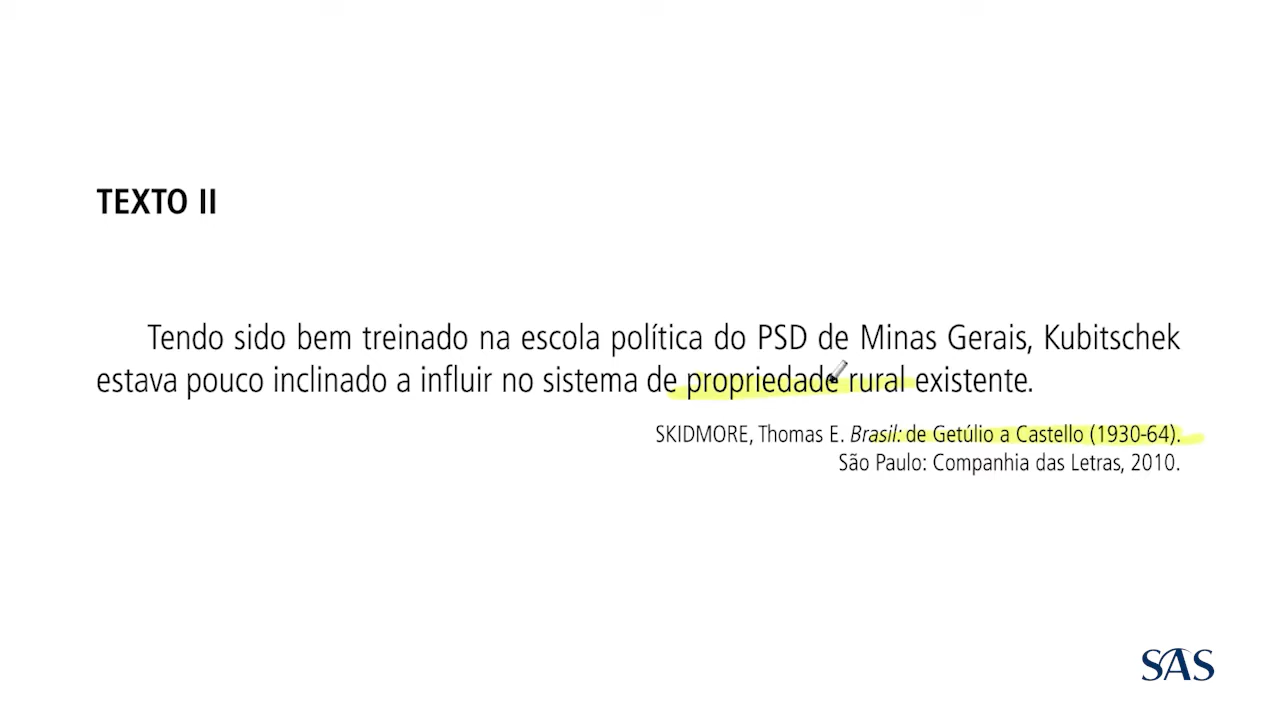 TEXTO II
Tendo sido bem treinado na escola política do PSD de Minas Gerais, Kubitschek
estava pouco inclinado a influir no sistema de propriedade rural existente.
SKIDMORE, Thomas E. Brasil: de Getúlio a Castello (1930-64).
São Paulo: Companhia das Letras, 2010.
SAS